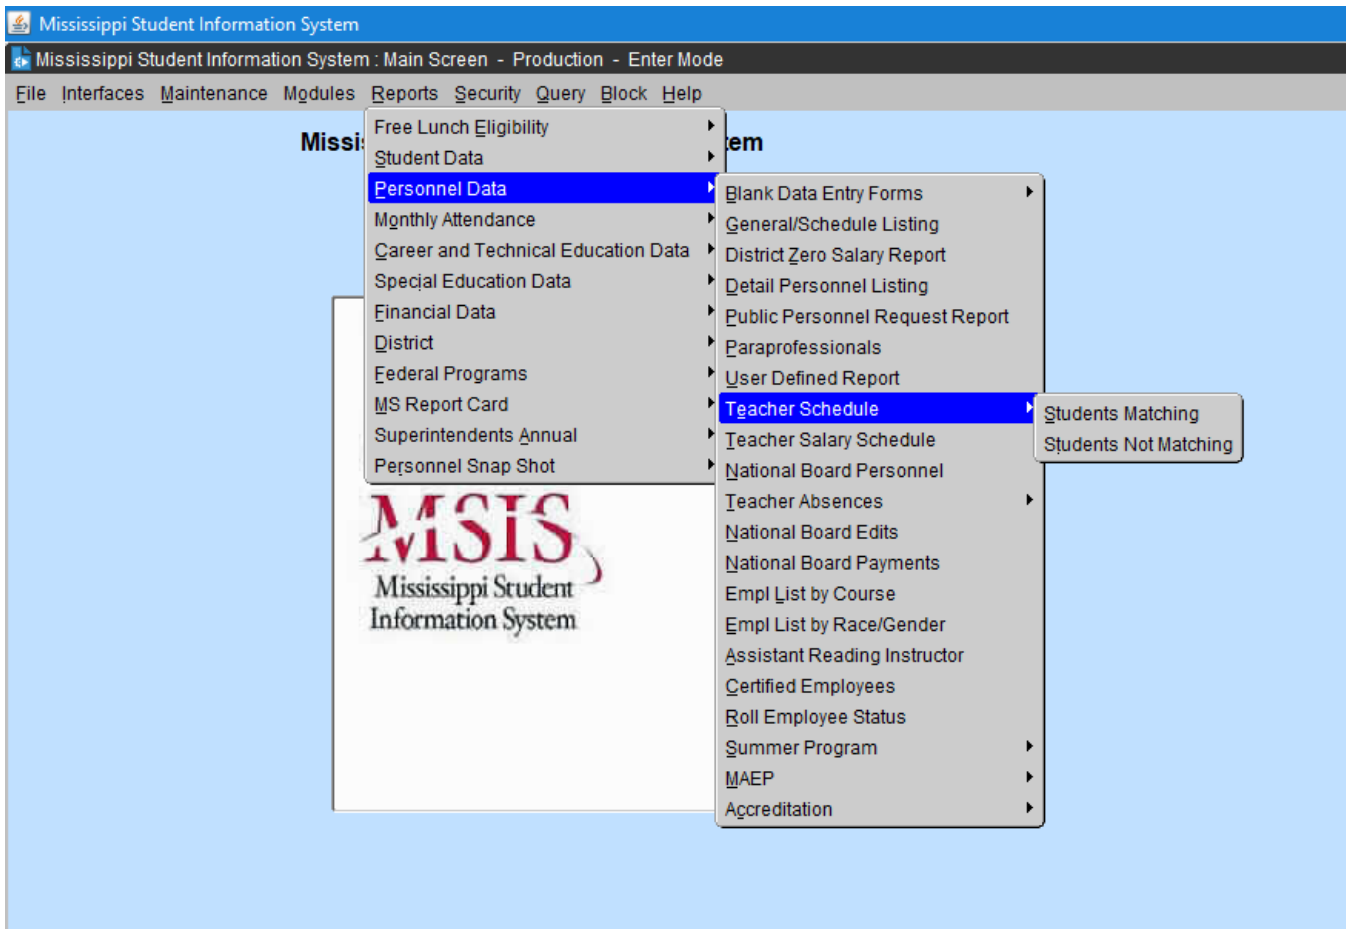 Mississippi Student Information System
Mississippi Student Information System : Main Screen - Production - Enter Mode
File Interfaces Maintenance Modules Reports Security Query Block Help
Free Lunch Eligibility
Student Data
Personnel Data
Monthly Attendance
Career and Technical Education Data
Special Education Data
Financial Data
District
Federal Programs
MS Report Card
Superintendents Annual
Personnel Snap Shot
Blank Data Entry Forms
General/Schedule Listing
District Zero Salary Report
Detail Personnel Listing
Public Personnel Request Report
Paraprofessionals
User Defined Report
Teacher Schedule
Teacher Salary Schedule
National Board Personnel
Teacher Absences
National Board Edits
National Board Payments
Empl List by Course
Empl List by Race/Gender
Assistant Reading Instructor
Certified Employees
Roll Employee Status
Summer Program
MAEP
Accreditation
Students Matching
Students Not Matching
MSIS
Mississippi Student
Information System